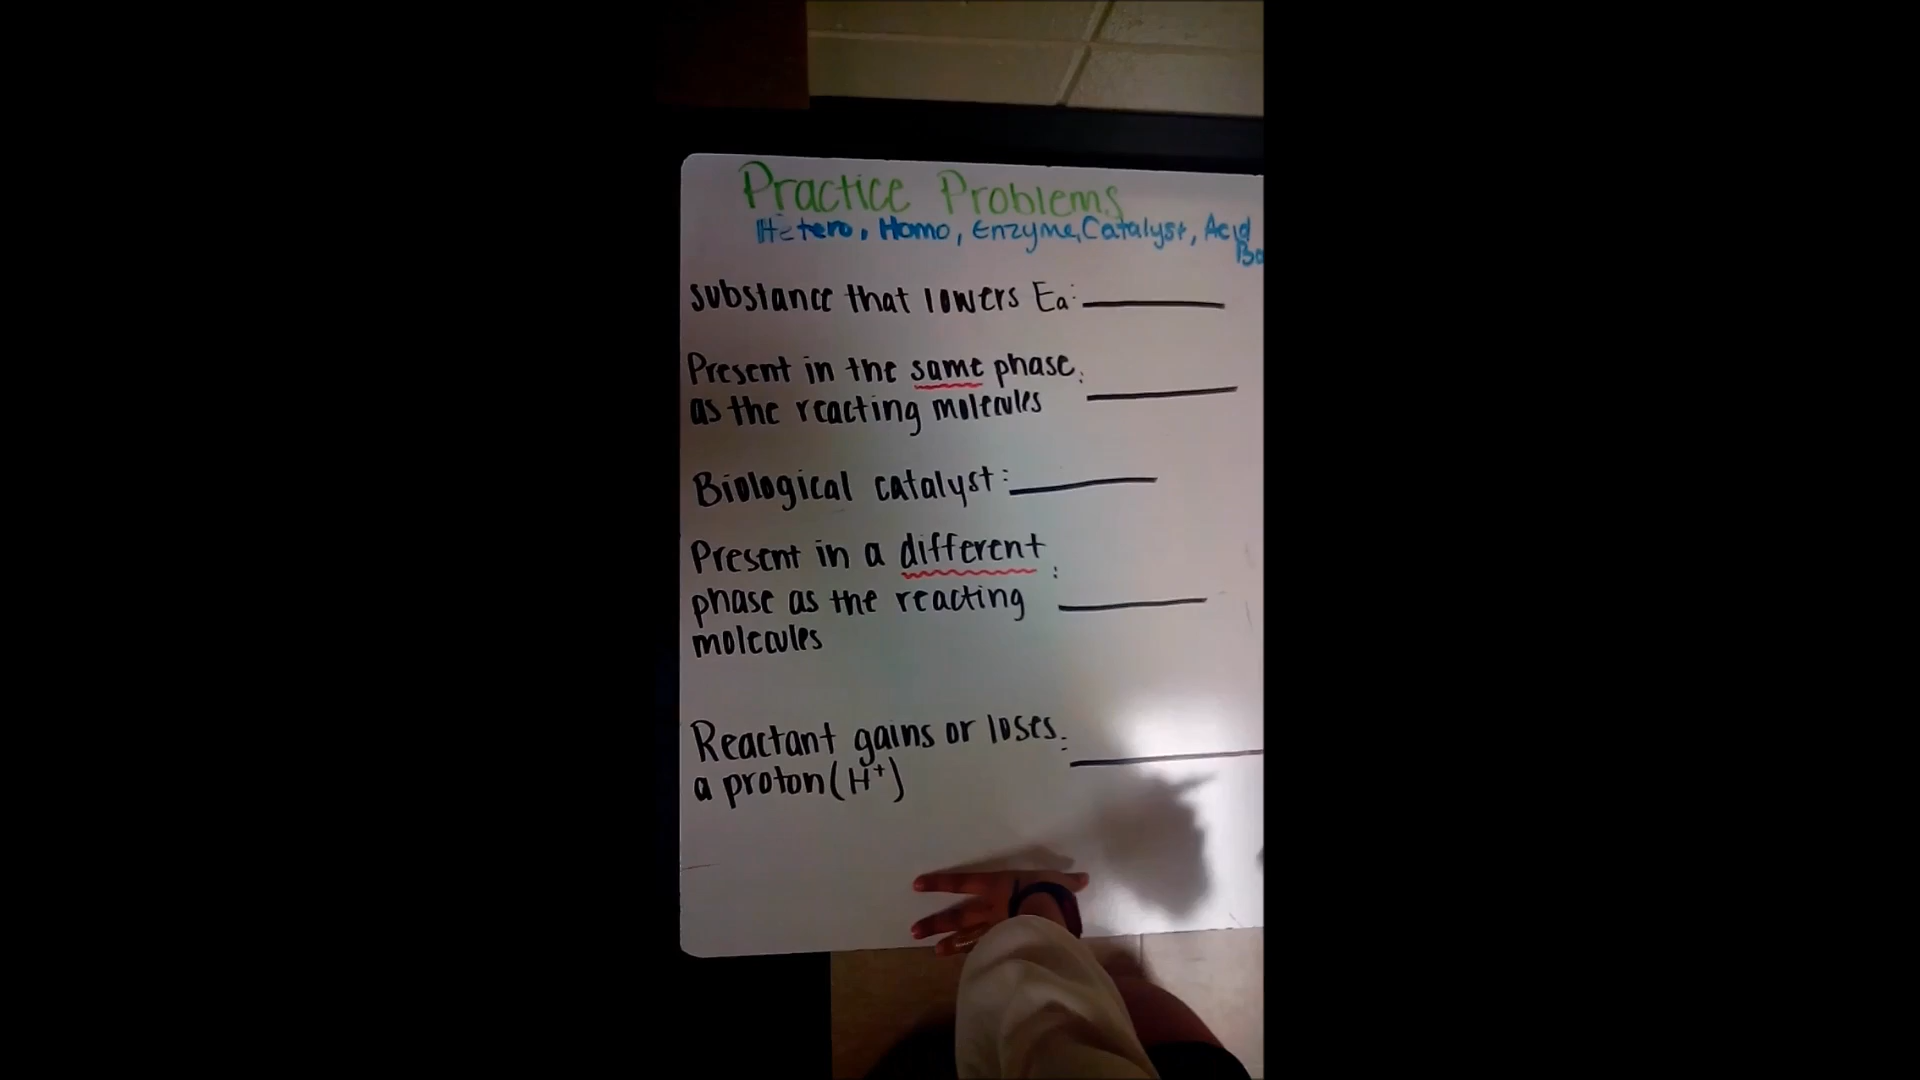 Practice Problems
Hetero, Homo, Enzyme, Catalyst, Acid
Ba
substance that lowers Ea:
Present in the same phase:
as the reacting molecules
Biological catalyst:
Present in a different :
phase as the reacting
molecules
Reactant gains or loses:
a proton (H+)